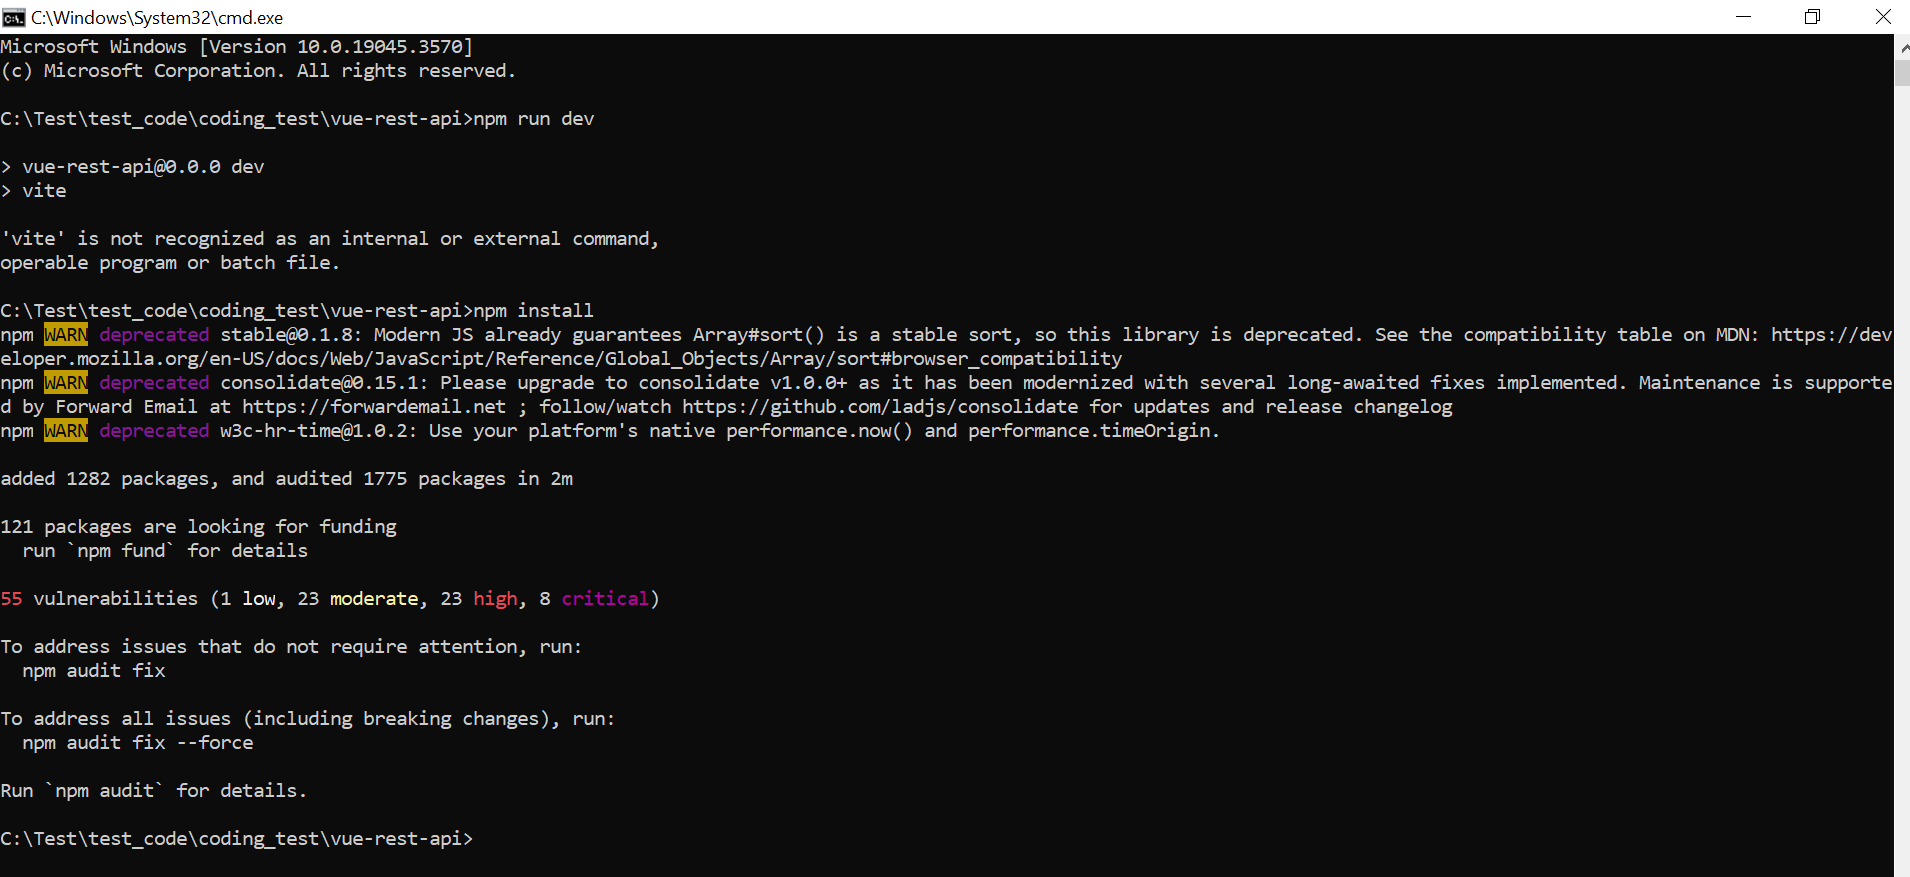 C:\Windows\System32\cmd.exe
Microsoft Windows [Version 10.0.19045.3570]
(c) Microsoft Corporation. All rights reserved.
C:\Test\test_code\coding_test\vue-rest-api>npm run dev
> vue-rest-api@0.0.0 dev
> vite
'vite' is not recognized as an internal or external command,
operable program or batch file.
C:\Test\test_code\coding_test\vue-rest-api>npm install
npm WARN deprecated stable@0.1.8: Modern JS already guarantees Array#sort() is a stable sort, so this library is deprecated. See the compatibility table on MDN: https://dev
eloper.mozilla.org/en-US/docs/Web/JavaScript/Reference/Global_Objects/Array/sort#browser_compatibility
npm WARN deprecated consolidate@0.15.1: Please upgrade to consolidate v1.0.0+ as it has been modernized with several long-awaited fixes implemented. Maintenance is supporte
d by Forward Email at https://forwardemail.net ; follow/watch https://github.com/ladjs/consolidate for updates and release changelog
npm WARN deprecated w3c-hr-time@1.0.2: Use your platform's native performance.now() and performance.timeOrigin.
added 1282 packages, and audited 1775 packages in 2m
121 packages are looking for funding
  run `npm fund` for details
55 vulnerabilities (1 low, 23 moderate, 23 high, 8 critical)
To address issues that do not require attention, run:
  npm audit fix
To address all issues (including breaking changes), run:
  npm audit fix --force
Run `npm audit` for details.
C:\Test\test_code\coding_test\vue-rest-api>